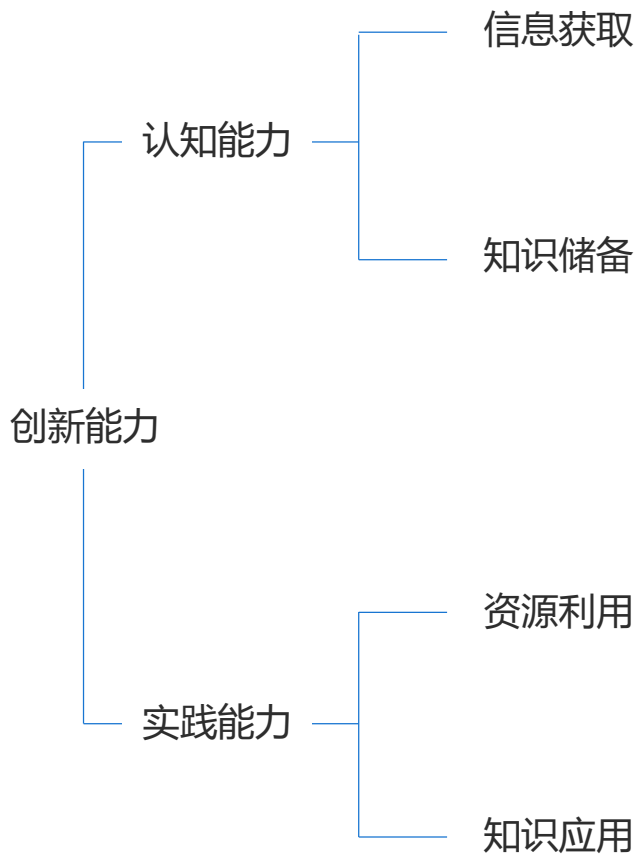 信息获取
认知能力
知识储备
创新能力
资源利用
实践能力
知识应用